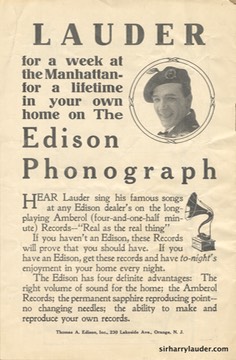 LAUDER
for a week at
the Manhattan-
for a lifetime
in your own
home on The
Edison
Phonograph
HEAR Lauder sing his famous songs
at any Edison dealer's on the long-
playing Amberol (four-and-one-half min-
ute) Records—"Real as the real thing"
If you haven't an Edison, these Records
will prove that you should have. If you
have an Edison, get these records and have to-night's
enjoyment in your home every night.
The Edison has four definite advantages: The
right volume of sound for the home; the Amberol
Records; the permanent sapphire reproducing point—
no changing needles; the ability to make and
reproduce your own records.
Thomas A. Edison, Inc., 239 Lakeside Ave., Orange, N. J.
sirharrylauder.com